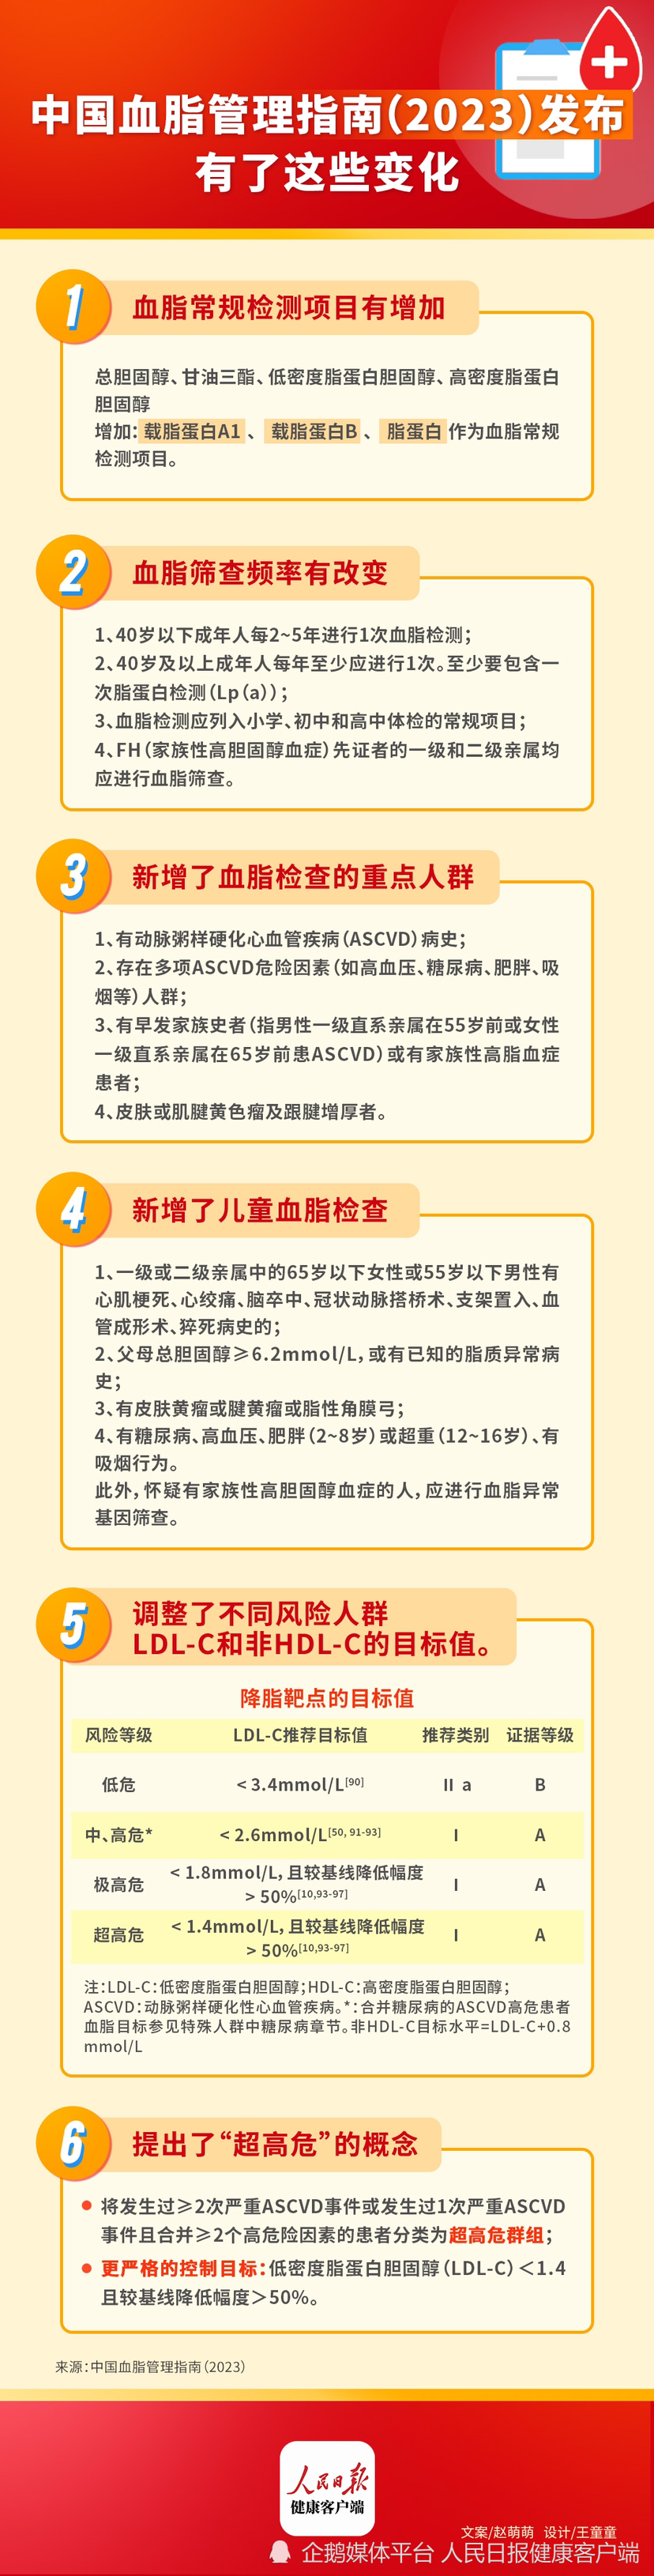 中国血脂管理指南（2023）发布
有了这些变化
1
血脂常规检测项目有增加
总胆固醇、甘油三酯、低密度脂蛋白胆固醇、高密度脂蛋白
胆固醇
增加：载脂蛋白A1、载脂蛋白B、脂蛋白作为血脂常规
检测项目。
2
血脂筛查频率有改变
1、40岁以下成年人每2~5年进行1次血脂检测；
2、40岁及以上成年人每年至少应进行1次。至少要包含一
次脂蛋白检测（Lp（a））；
3、血脂检测应列入小学、初中和高中体检的常规项目；
4、FH（家族性高胆固醇血症）先证者的一级和二级亲属均
应进行血脂筛查。
3
新增了血脂检查的重点人群
1、有动脉粥样硬化心血管疾病（ASCVD）病史；
2、存在多项ASCVD危险因素（如高血压、糖尿病、肥胖、吸
烟等）人群；
3、有早发家族史者（指男性一级直系亲属在55岁前或女性
一级直系亲属在65岁前患ASCVD）或有家族性高脂血症
患者；
4、皮肤或肌腱黄色瘤及跟腱增厚者。
4
新增了儿童血脂检查
1、一级或二级亲属中的65岁以下女性或55岁以下男性有
心肌梗死、心绞痛、脑卒中、冠状动脉搭桥术、支架置入、血
管成形术、猝死病史的；
2、父母总胆固醇≥6.2mmol/L，或有已知的脂质异常病
史；
3、有皮肤黄瘤或腱黄瘤或脂性角膜弓；
4、有糖尿病、高血压、肥胖（2~8岁）或超重（12~16岁）、有
吸烟行为。
此外，怀疑有家族性高胆固醇血症的人，应进行血脂异常
基因筛查。
5
调整了不同风险人群
LDL-C和非HDL-C的目标值。
降脂靶点的目标值
风险等级 LDL-C推荐目标值 推荐类别 证据等级
低危 < 3.4mmol/L[90] II a B
中、高危* < 2.6mmol/L[50, 91-93] I A
极高危 < 1.8mmol/L，且较基线降低幅度 > 50%[10,93-97] I A
超高危 < 1.4mmol/L，且较基线降低幅度 > 50%[10,93-97] I A
注：LDL-C：低密度脂蛋白胆固醇；HDL-C：高密度脂蛋白胆固醇；
ASCVD：动脉粥样硬化性心血管疾病。*：合并糖尿病的ASCVD高危患者
血脂目标参见特殊人群中糖尿病章节。非HDL-C目标水平=LDL-C+0.8
mmol/L
6
提出了“超高危”的概念
将发生过≥2次严重ASCVD事件或发生过1次严重ASCVD
事件且合并≥2个高危险因素的患者分类为超高危群组；
更严格的控制目标：低密度脂蛋白胆固醇（LDL-C）＜1.4
且较基线降低幅度＞50%。
来源：中国血脂管理指南（2023）
人民日报
健康客户端
文案/赵萌萌 设计/王童童
企鹅媒体平台 人民日报健康客户端